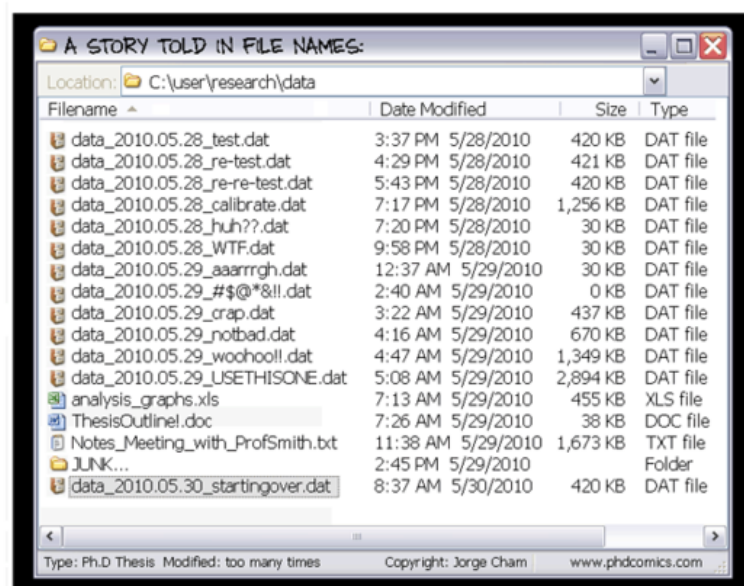 A STORY TOLD IN FILE NAMES:
Location: C:\user\research\data
Filename Date Modified Size Type
data_2010.05.28_test.dat 3:37 PM 5/28/2010 420 KB DAT file
data_2010.05.28_re-test.dat 4:29 PM 5/28/2010 421 KB DAT file
data_2010.05.28_re-re-test.dat 5:43 PM 5/28/2010 420 KB DAT file
data_2010.05.28_calibrate.dat 7:17 PM 5/28/2010 1,256 KB DAT file
data_2010.05.28_huh??.dat 7:20 PM 5/28/2010 30 KB DAT file
data_2010.05.28_WTF.dat 9:58 PM 5/28/2010 30 KB DAT file
data_2010.05.29_aaarrrgh.dat 12:37 AM 5/29/2010 30 KB DAT file
data_2010.05.29_#$@*&!!.dat 2:40 AM 5/29/2010 0 KB DAT file
data_2010.05.29_crap.dat 3:22 AM 5/29/2010 437 KB DAT file
data_2010.05.29_notbad.dat 4:16 AM 5/29/2010 670 KB DAT file
data_2010.05.29_woohoo!!.dat 4:47 AM 5/29/2010 1,349 KB DAT file
data_2010.05.29_USETHISONE.dat 5:08 AM 5/29/2010 2,894 KB DAT file
analysis_graphs.xls 7:13 AM 5/29/2010 455 KB XLS file
ThesisOutline!.doc 7:26 AM 5/29/2010 38 KB DOC file
Notes_Meeting_with_ProfSmith.txt 11:38 AM 5/29/2010 1,673 KB TXT file
JUNK... 2:45 PM 5/29/2010 Folder
data_2010.05.30_startingover.dat 8:37 AM 5/30/2010 420 KB DAT file
Type: Ph.D Thesis Modified: too many times Copyright: Jorge Cham www.phdcomics.com